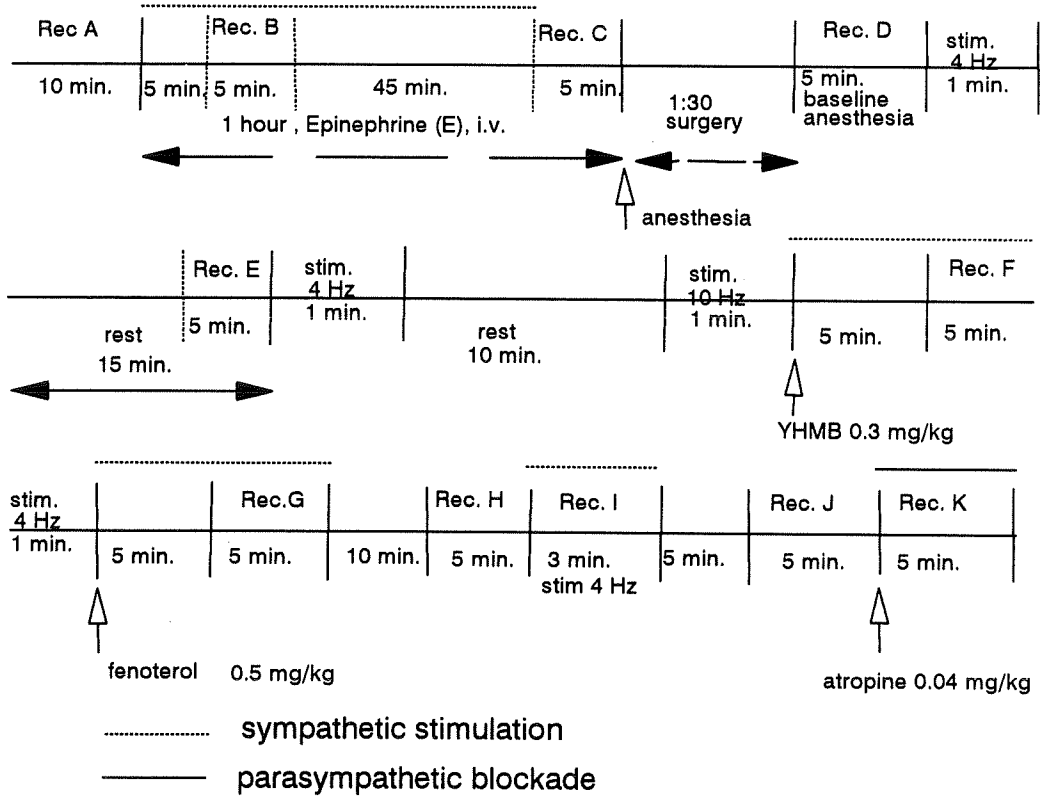 Rec A
Rec. B
Rec. C
Rec. D
stim.
4 Hz
10 min.
5 min.
5 min.
45 min.
5 min.
5 min.
baseline
anesthesia
1 min.
1:30
surgery
1 hour , Epinephrine (E), i.v.
anesthesia
Rec. E
stim.
4 Hz
1 min.
stim.
10 Hz
1 min.
Rec. F
5 min.
rest
15 min.
rest
10 min.
5 min.
5 min.
YHMB 0.3 mg/kg
stim.
4 Hz
1 min.
Rec.G
Rec. H
Rec. I
Rec. J
Rec. K
5 min.
5 min.
10 min.
5 min.
3 min.
stim 4 Hz
5 min.
5 min.
5 min.
fenoterol 0.5 mg/kg
atropine 0.04 mg/kg
sympathetic stimulation
parasympathetic blockade